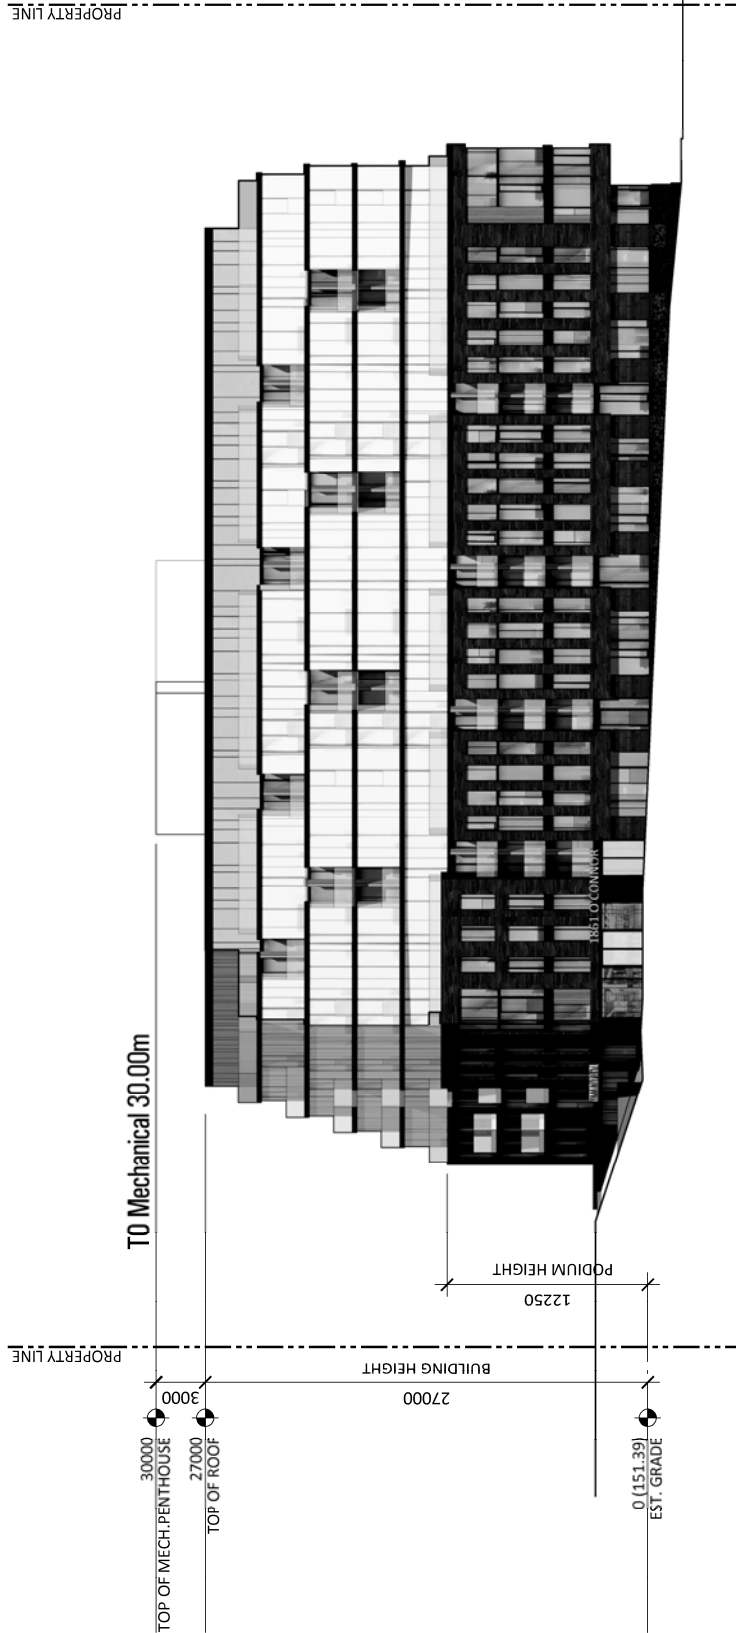 TO Mechanical 30.00m
30000
TOP OF MECH.PENTHOUSE
27000
TOP OF ROOF
0 (151.39)
EST. GRADE
3000
27000
BUILDING HEIGHT
12250
PODIUM HEIGHT
PROPERTY LINE
PROPERTY LINE
1861 O'CONNOR